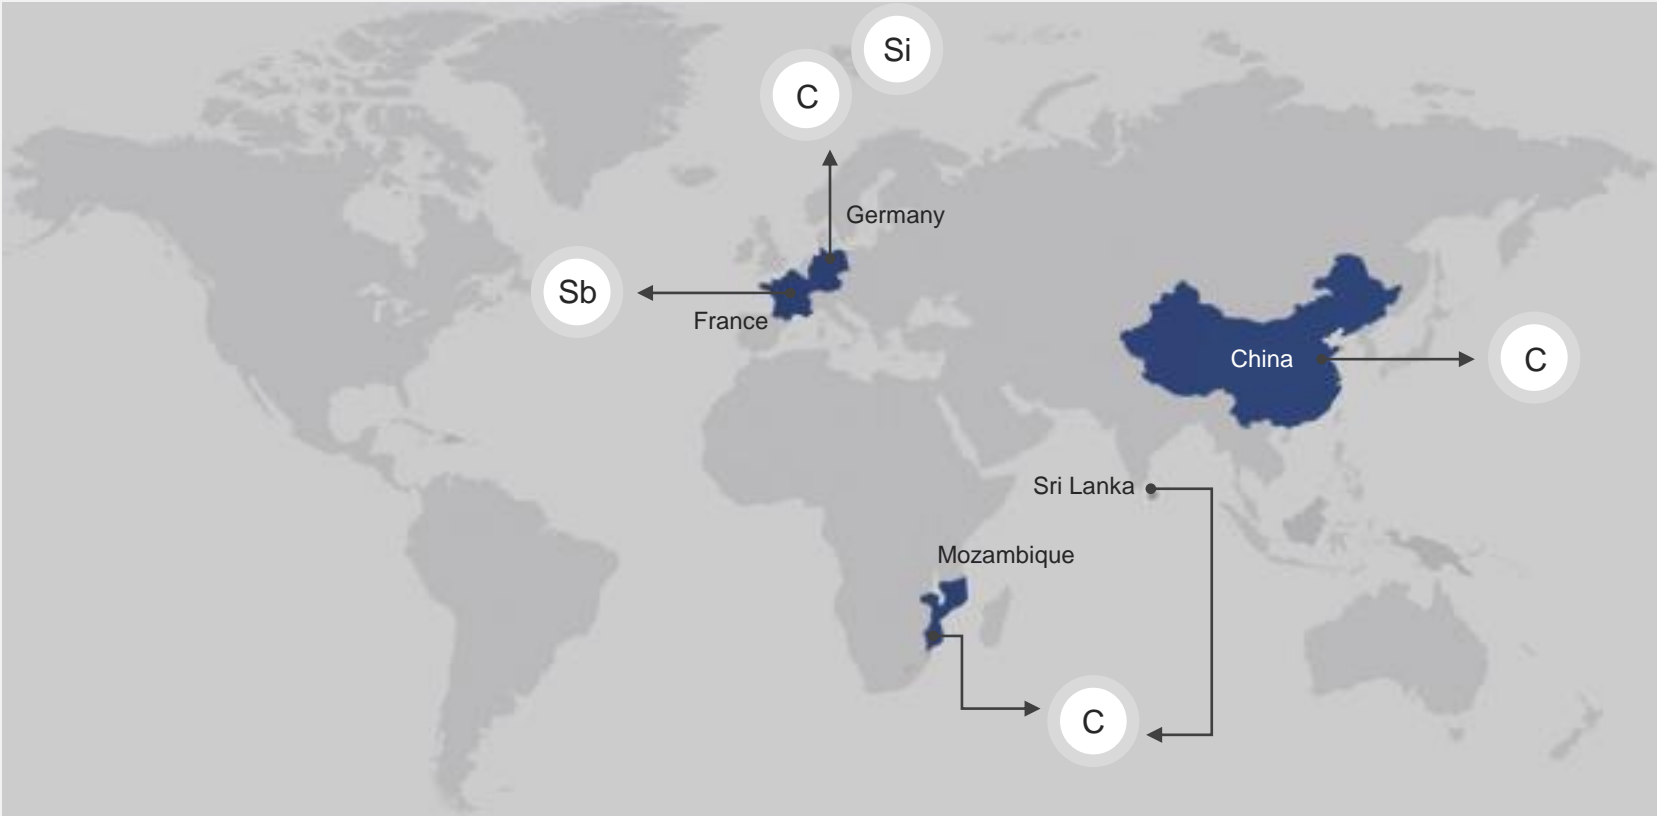 Si
C
Germany
Sb
France
China
C
Sri Lanka
Mozambique
C